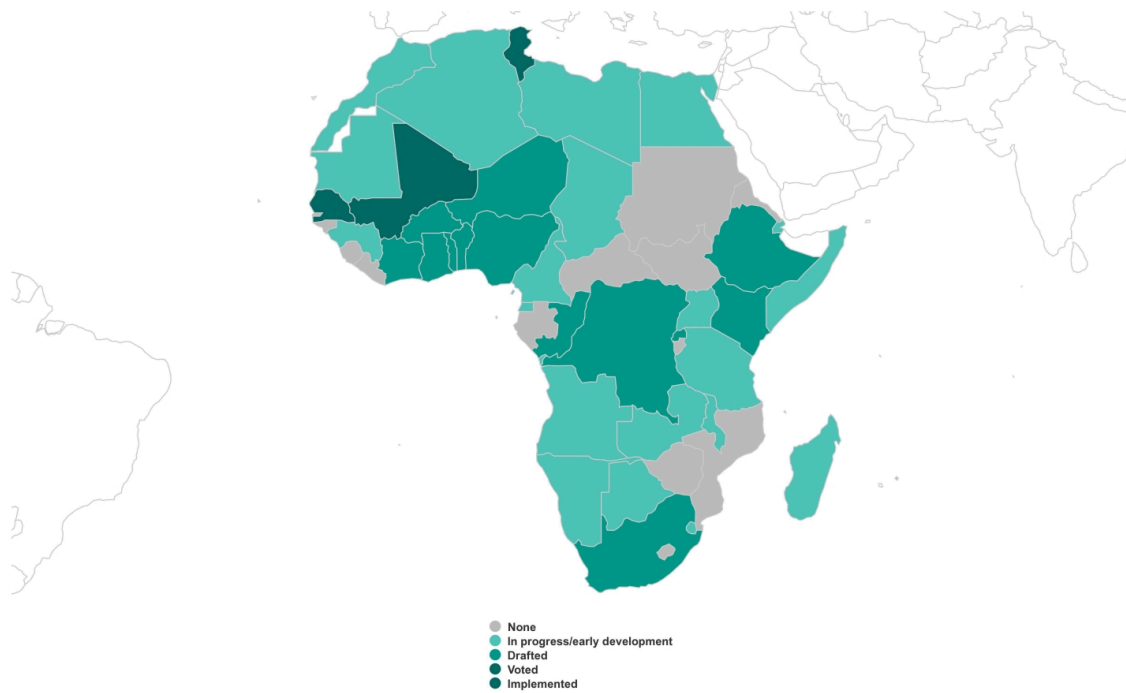 None
In progress/early development
Drafted
Voted
Implemented